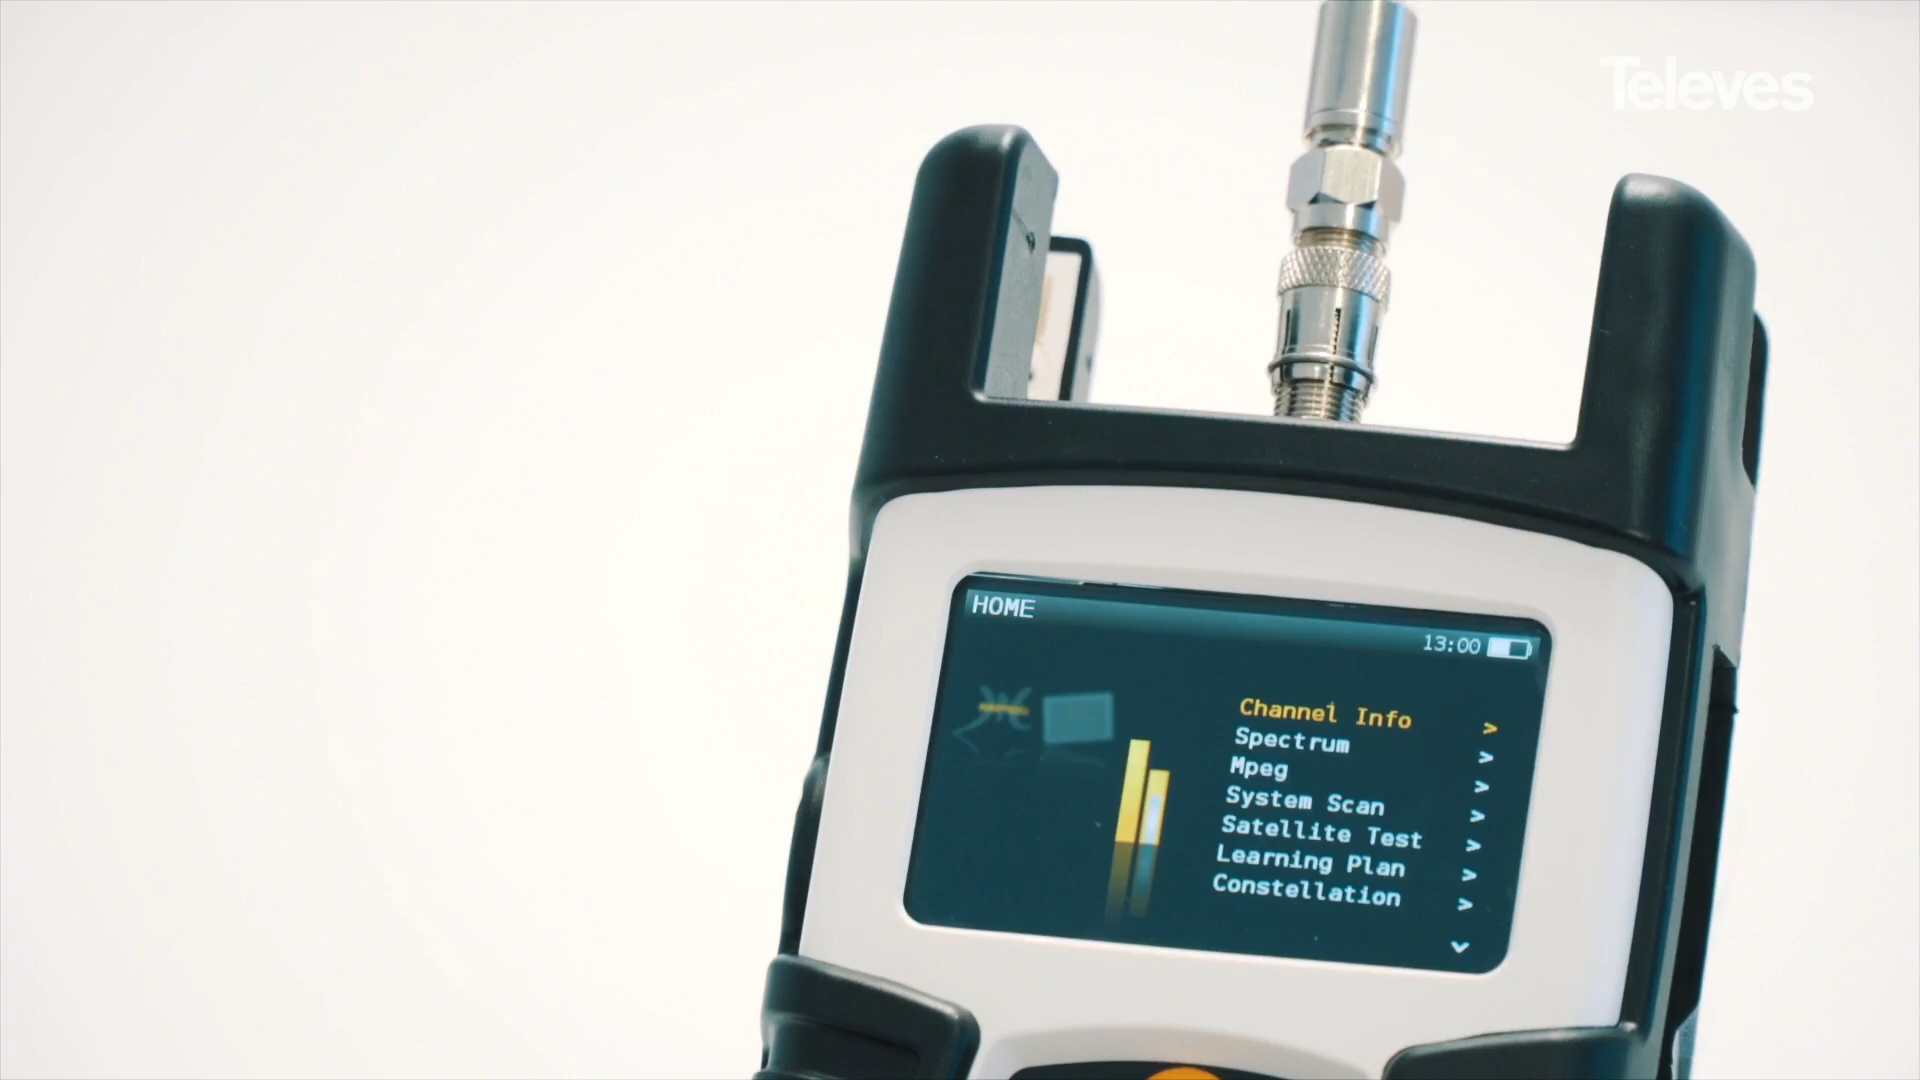 Televes
HOME
13:00
Channel Info >
Spectrum >
Mpeg >
System Scan >
Satellite Test >
Learning Plan >
Constellation >